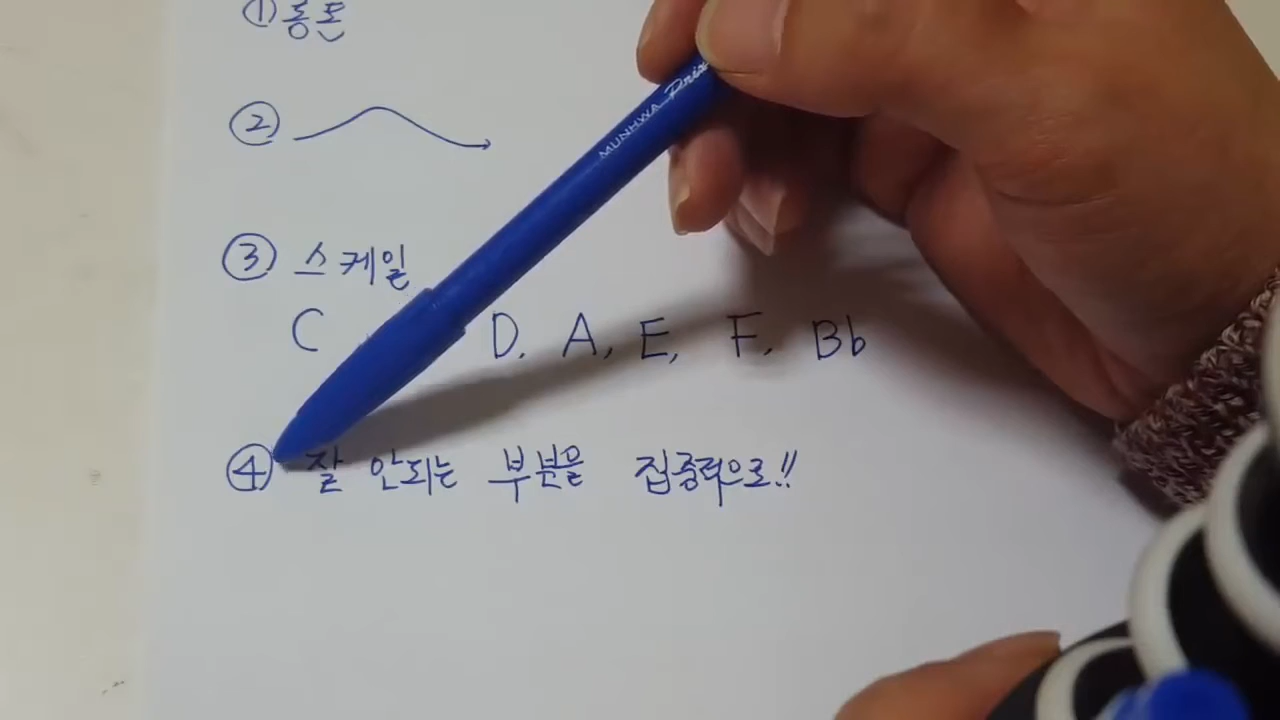 ① 롱톤
②
③ 스케일
C D, A, E, F, Bb
④ 잘 안되는 부분을 집중적으로!!
MUNHWA Prix